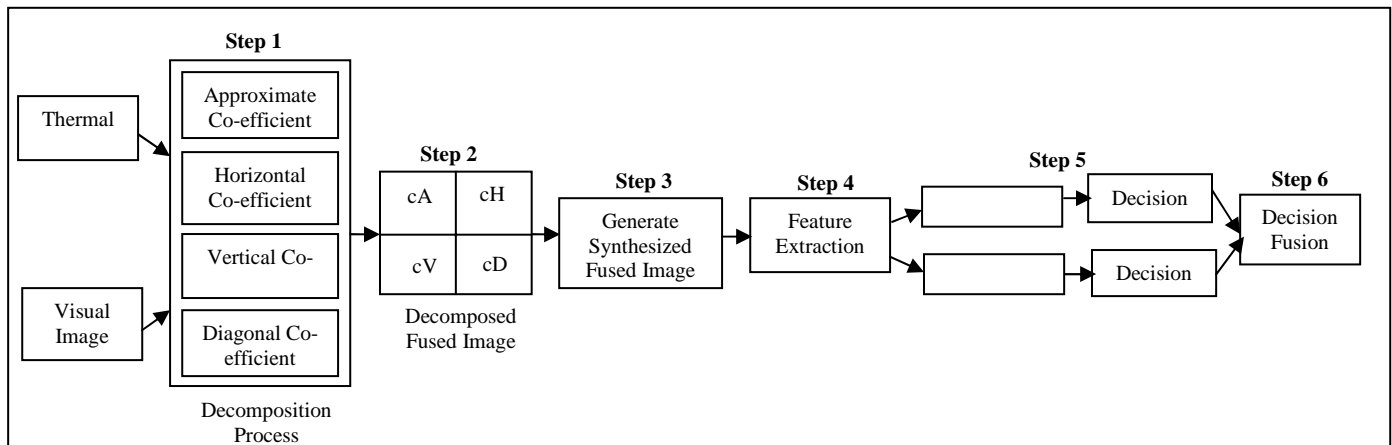 Step 1
Thermal
Visual
Image
Approximate
Co-efficient
Horizontal
Co-efficient
Vertical Co-
Diagonal Co-
efficient
Decomposition
Process
Step 2
cA cH
cV cD
Decomposed
Fused Image
Step 3
Generate
Synthesized
Fused Image
Step 4
Feature
Extraction
Step 5
Decision
Decision
Step 6
Decision
Fusion